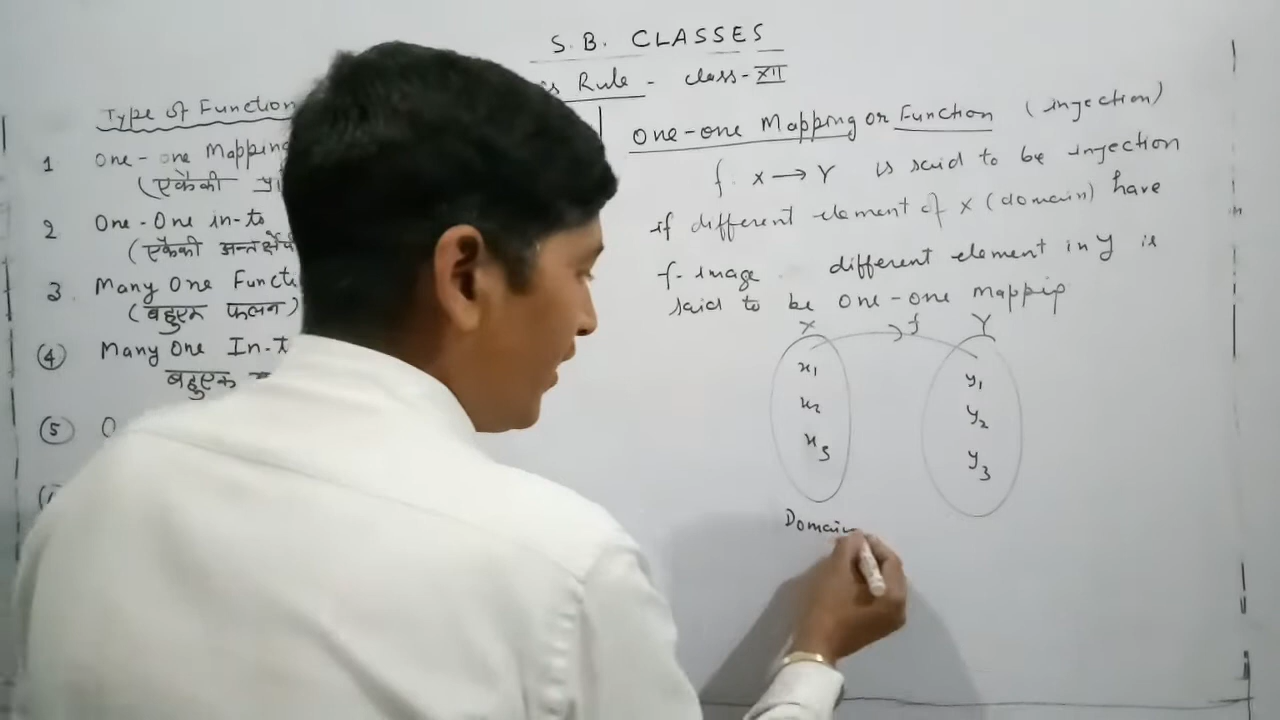 S. B. CLASSES
Rule - class - XII
Type of Function
1 One - one Mapping
(एकैकी
2 One - One in-to
(एकैकी
3. Many One Functi
(बहुएक फलन)
④ Many One In-t
बहुएक
⑤ O
One-one Mapping or Function (injection)
f. X → Y is said to be injection
if different element of X (domain) have
f-image. different element in Y is
said to be one-one mappip
X f Y
x₁ y₁
x₂ y₂
x₃ y₃
Domain